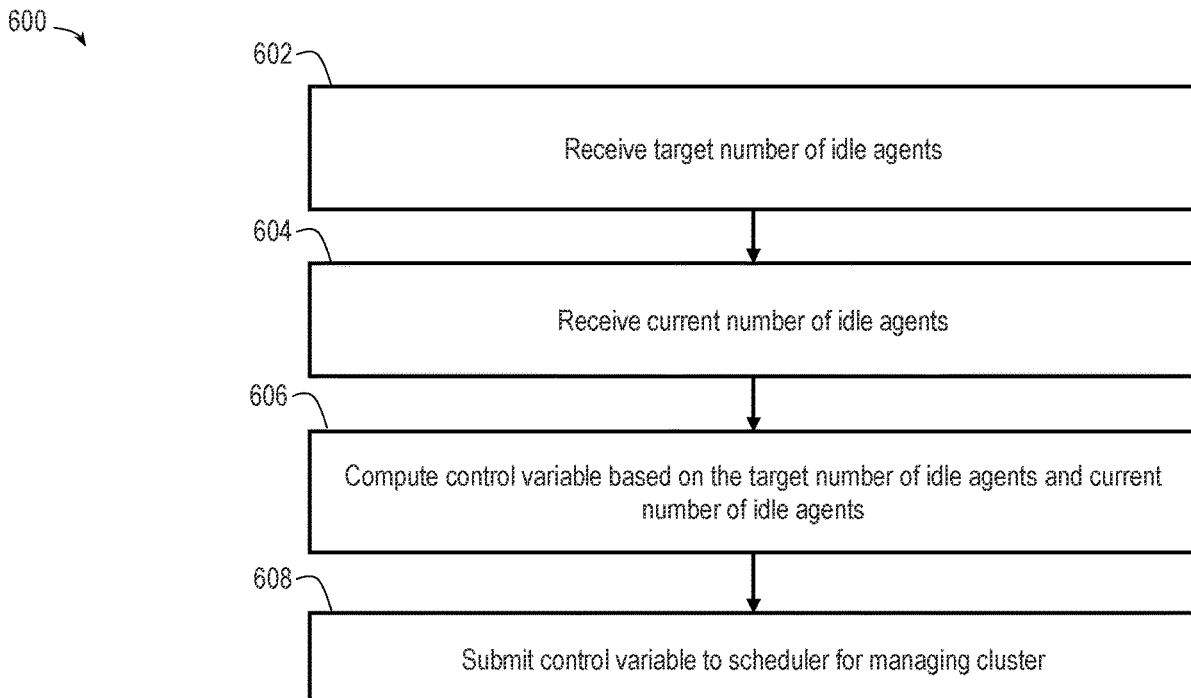 600
602
Receive target number of idle agents
604
Receive current number of idle agents
606
Compute control variable based on the target number of idle agents and current
number of idle agents
608
Submit control variable to scheduler for managing cluster